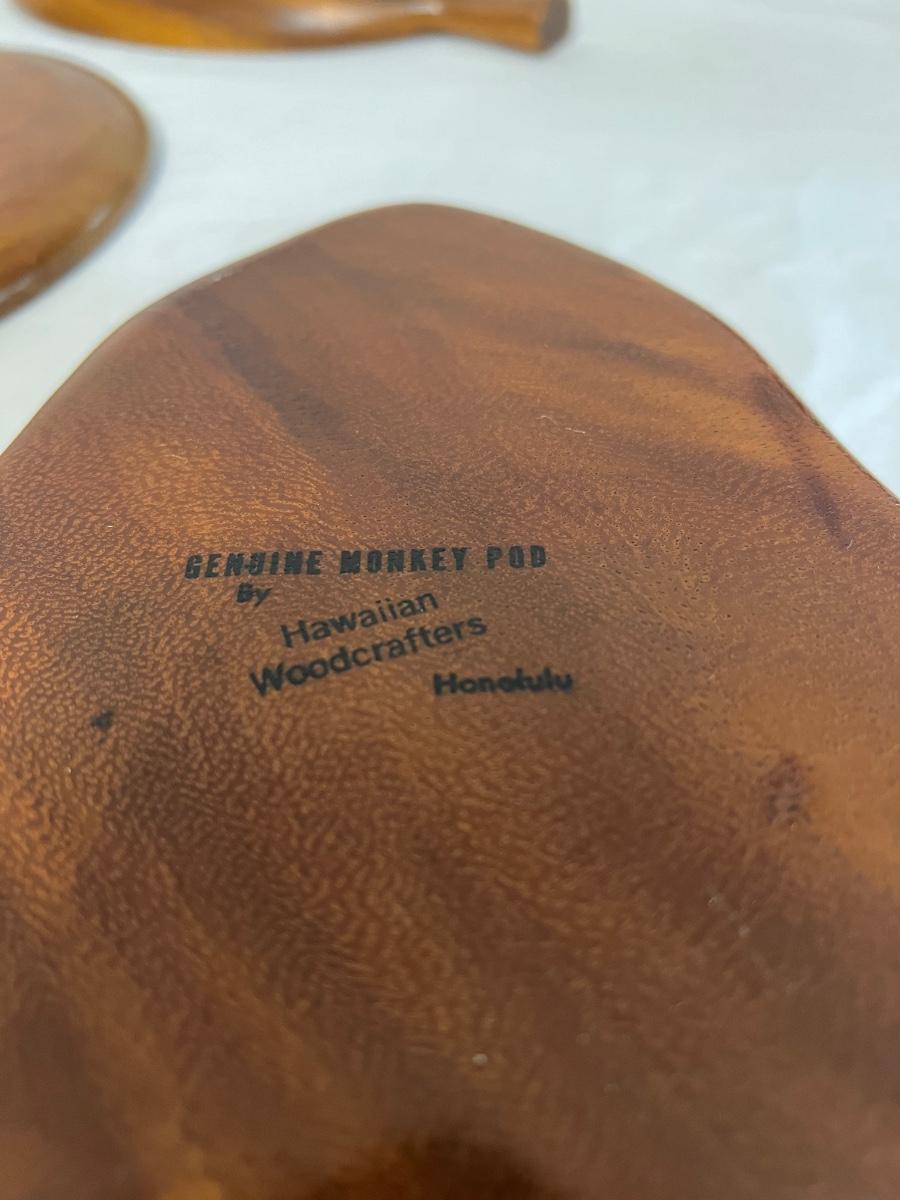 GENUINE MONKEY POD
By
Hawaiian
Woodcrafters
Honolulu